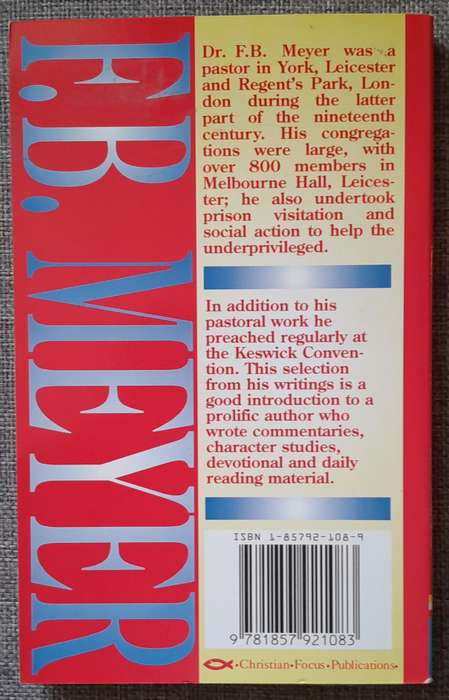 F.B. MEYER
Dr. F.B. Meyer was a
pastor in York, Leicester
and Regent's Park, Lon-
don during the latter
part of the nineteenth
century. His congrega-
tions were large, with
over 800 members in
Melbourne Hall, Leices-
ter; he also undertook
prison visitation and
social action to help the
underprivileged.
In addition to his
pastoral work he
preached regularly at
the Keswick Conven-
tion. This selection
from his writings is a
good introduction to a
prolific author who
wrote commentaries,
character studies,
devotional and daily
reading material.
ISBN 1-85792-108-9
9 781857 921083
•Christian•Focus•Publications•